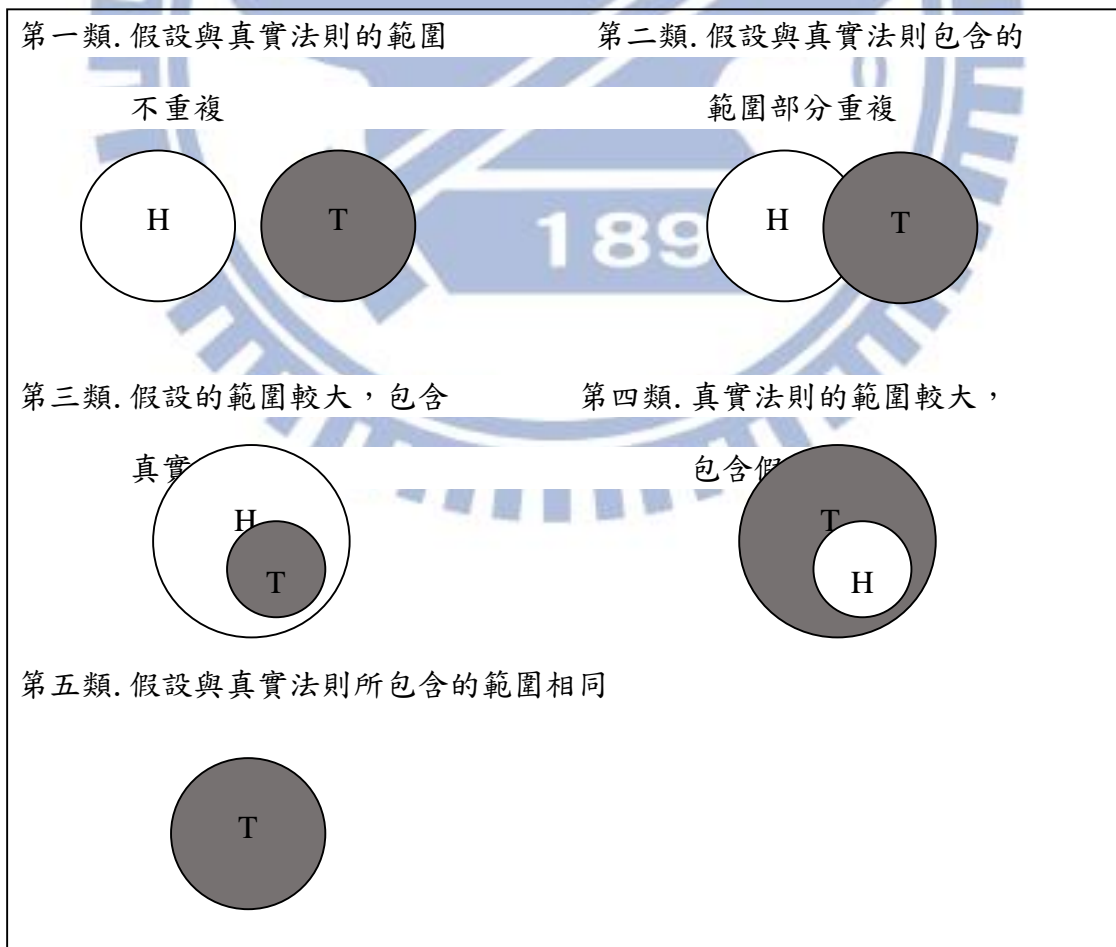 第一類.假設與真實法則的範圍
不重複
第二類.假設與真實法則包含的
範圍部分重複
H
T
H
T
189
第三類.假設的範圍較大，包含
真實
第四類.真實法則的範圍較大，
包含假
H
T
T
H
第五類.假設與真實法則所包含的範圍相同
T